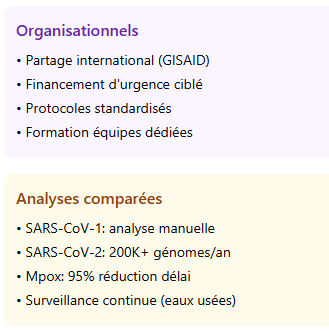 Organisationnels
• Partage international (GISAID)
• Financement d'urgence ciblé
• Protocoles standardisés
• Formation équipes dédiées
Analyses comparées
• SARS-CoV-1: analyse manuelle
• SARS-CoV-2: 200K+ génomes/an
• Mpox: 95% réduction délai
• Surveillance continue (eaux usées)